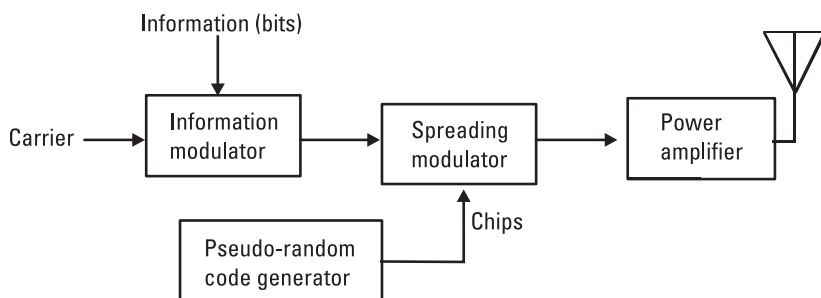 Information (bits)
Carrier
Information
modulator
Spreading
modulator
Power
amplifier
Chips
Pseudo-random
code generator